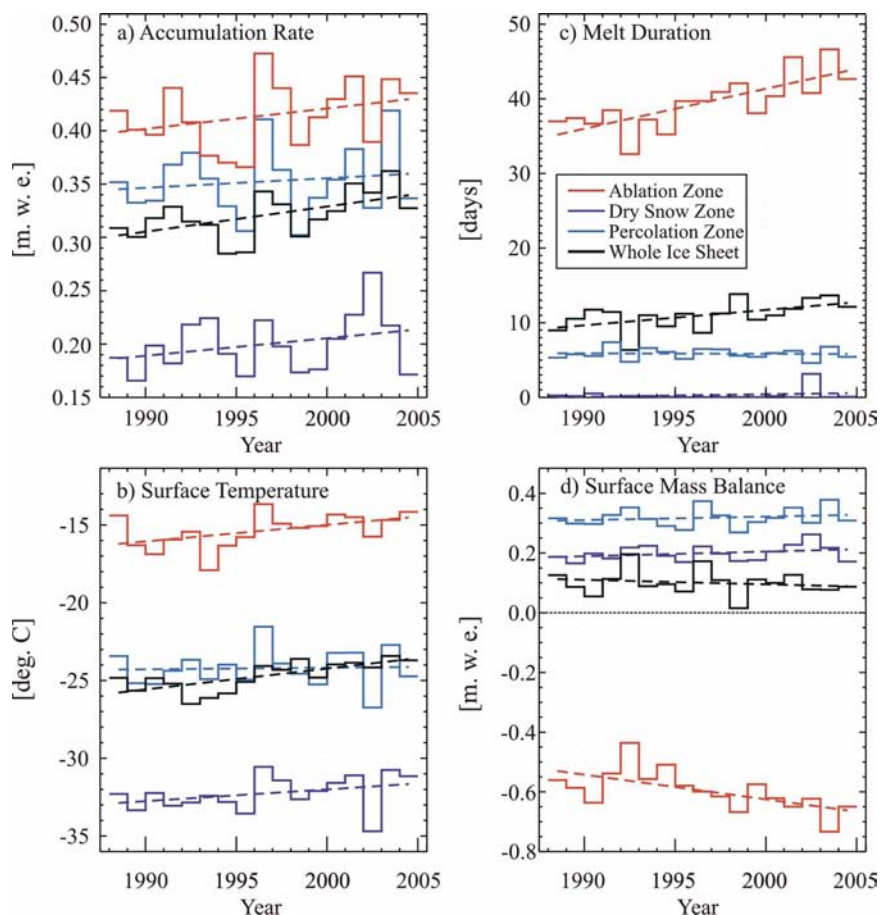 a) Accumulation Rate
0.50
0.45
0.40
0.35
0.30
0.25
0.20
0.15
[m. w. e.]
1990 1995 2000 2005
Year
c) Melt Duration
50
40
30
20
10
0
[days]
Ablation Zone
Dry Snow Zone
Percolation Zone
Whole Ice Sheet
1990 1995 2000 2005
Year
b) Surface Temperature
-15
-20
-25
-30
-35
[deg. C]
1990 1995 2000 2005
Year
d) Surface Mass Balance
0.4
0.2
0.0
-0.2
-0.4
-0.6
-0.8
[m. w. e.]
1990 1995 2000 2005
Year